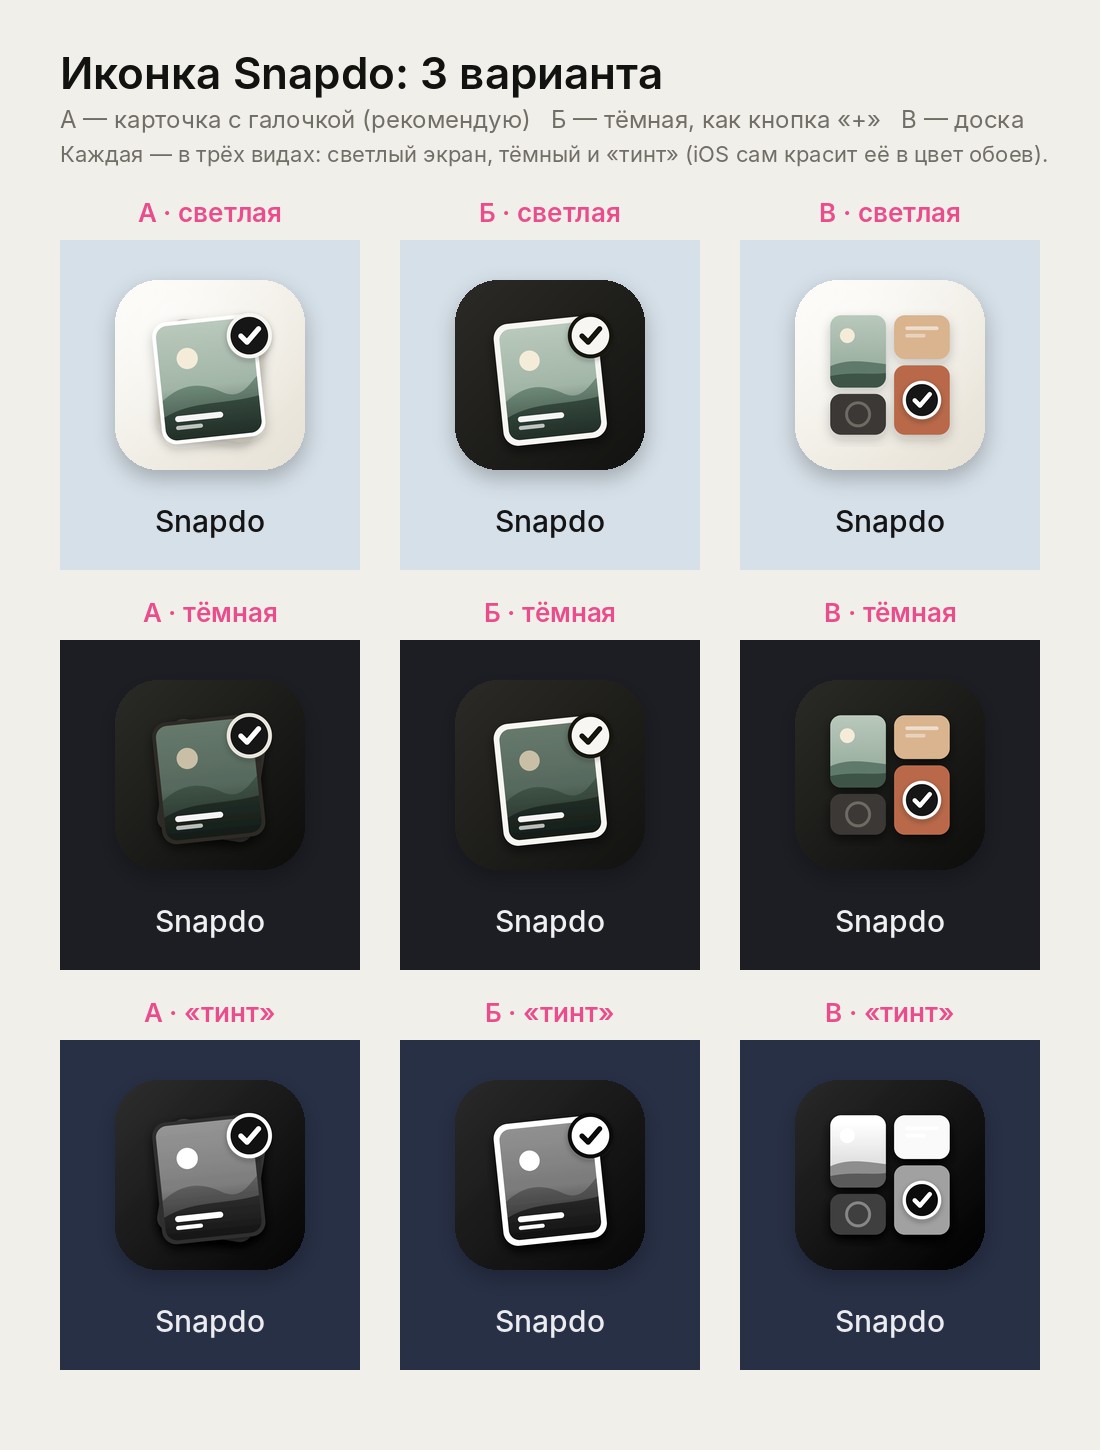 Иконка Snapdo: 3 варианта
А — карточка с галочкой (рекомендую) Б — тёмная, как кнопка «+» В — доска
Каждая — в трёх видах: светлый экран, тёмный и «тинт» (iOS сам красит её в цвет обоев).
А · светлая
Б · светлая
В · светлая
Snapdo
Snapdo
Snapdo
А · тёмная
Б · тёмная
В · тёмная
Snapdo
Snapdo
Snapdo
А · «тинт»
Б · «тинт»
В · «тинт»
Snapdo
Snapdo
Snapdo